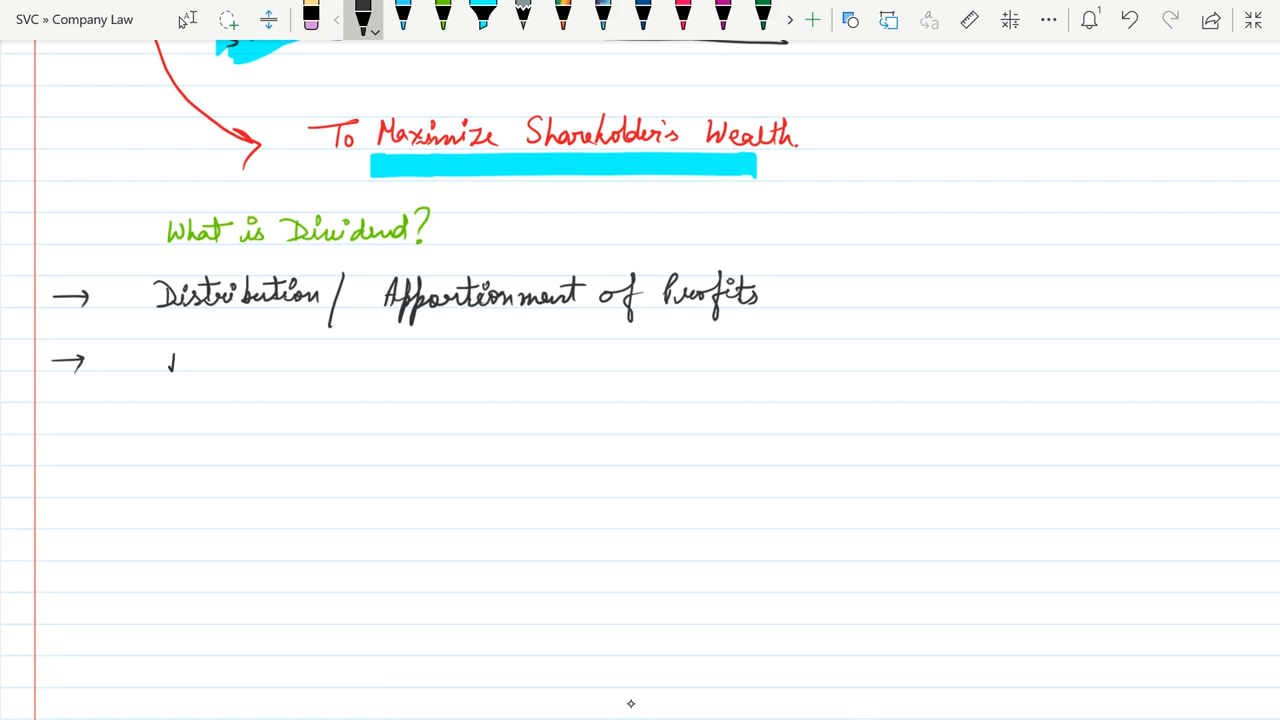 SVC » Company Law
To Maximize Shareholder's Wealth.
What is Dividend?
→ Distribution / Apportionment of Profits
→